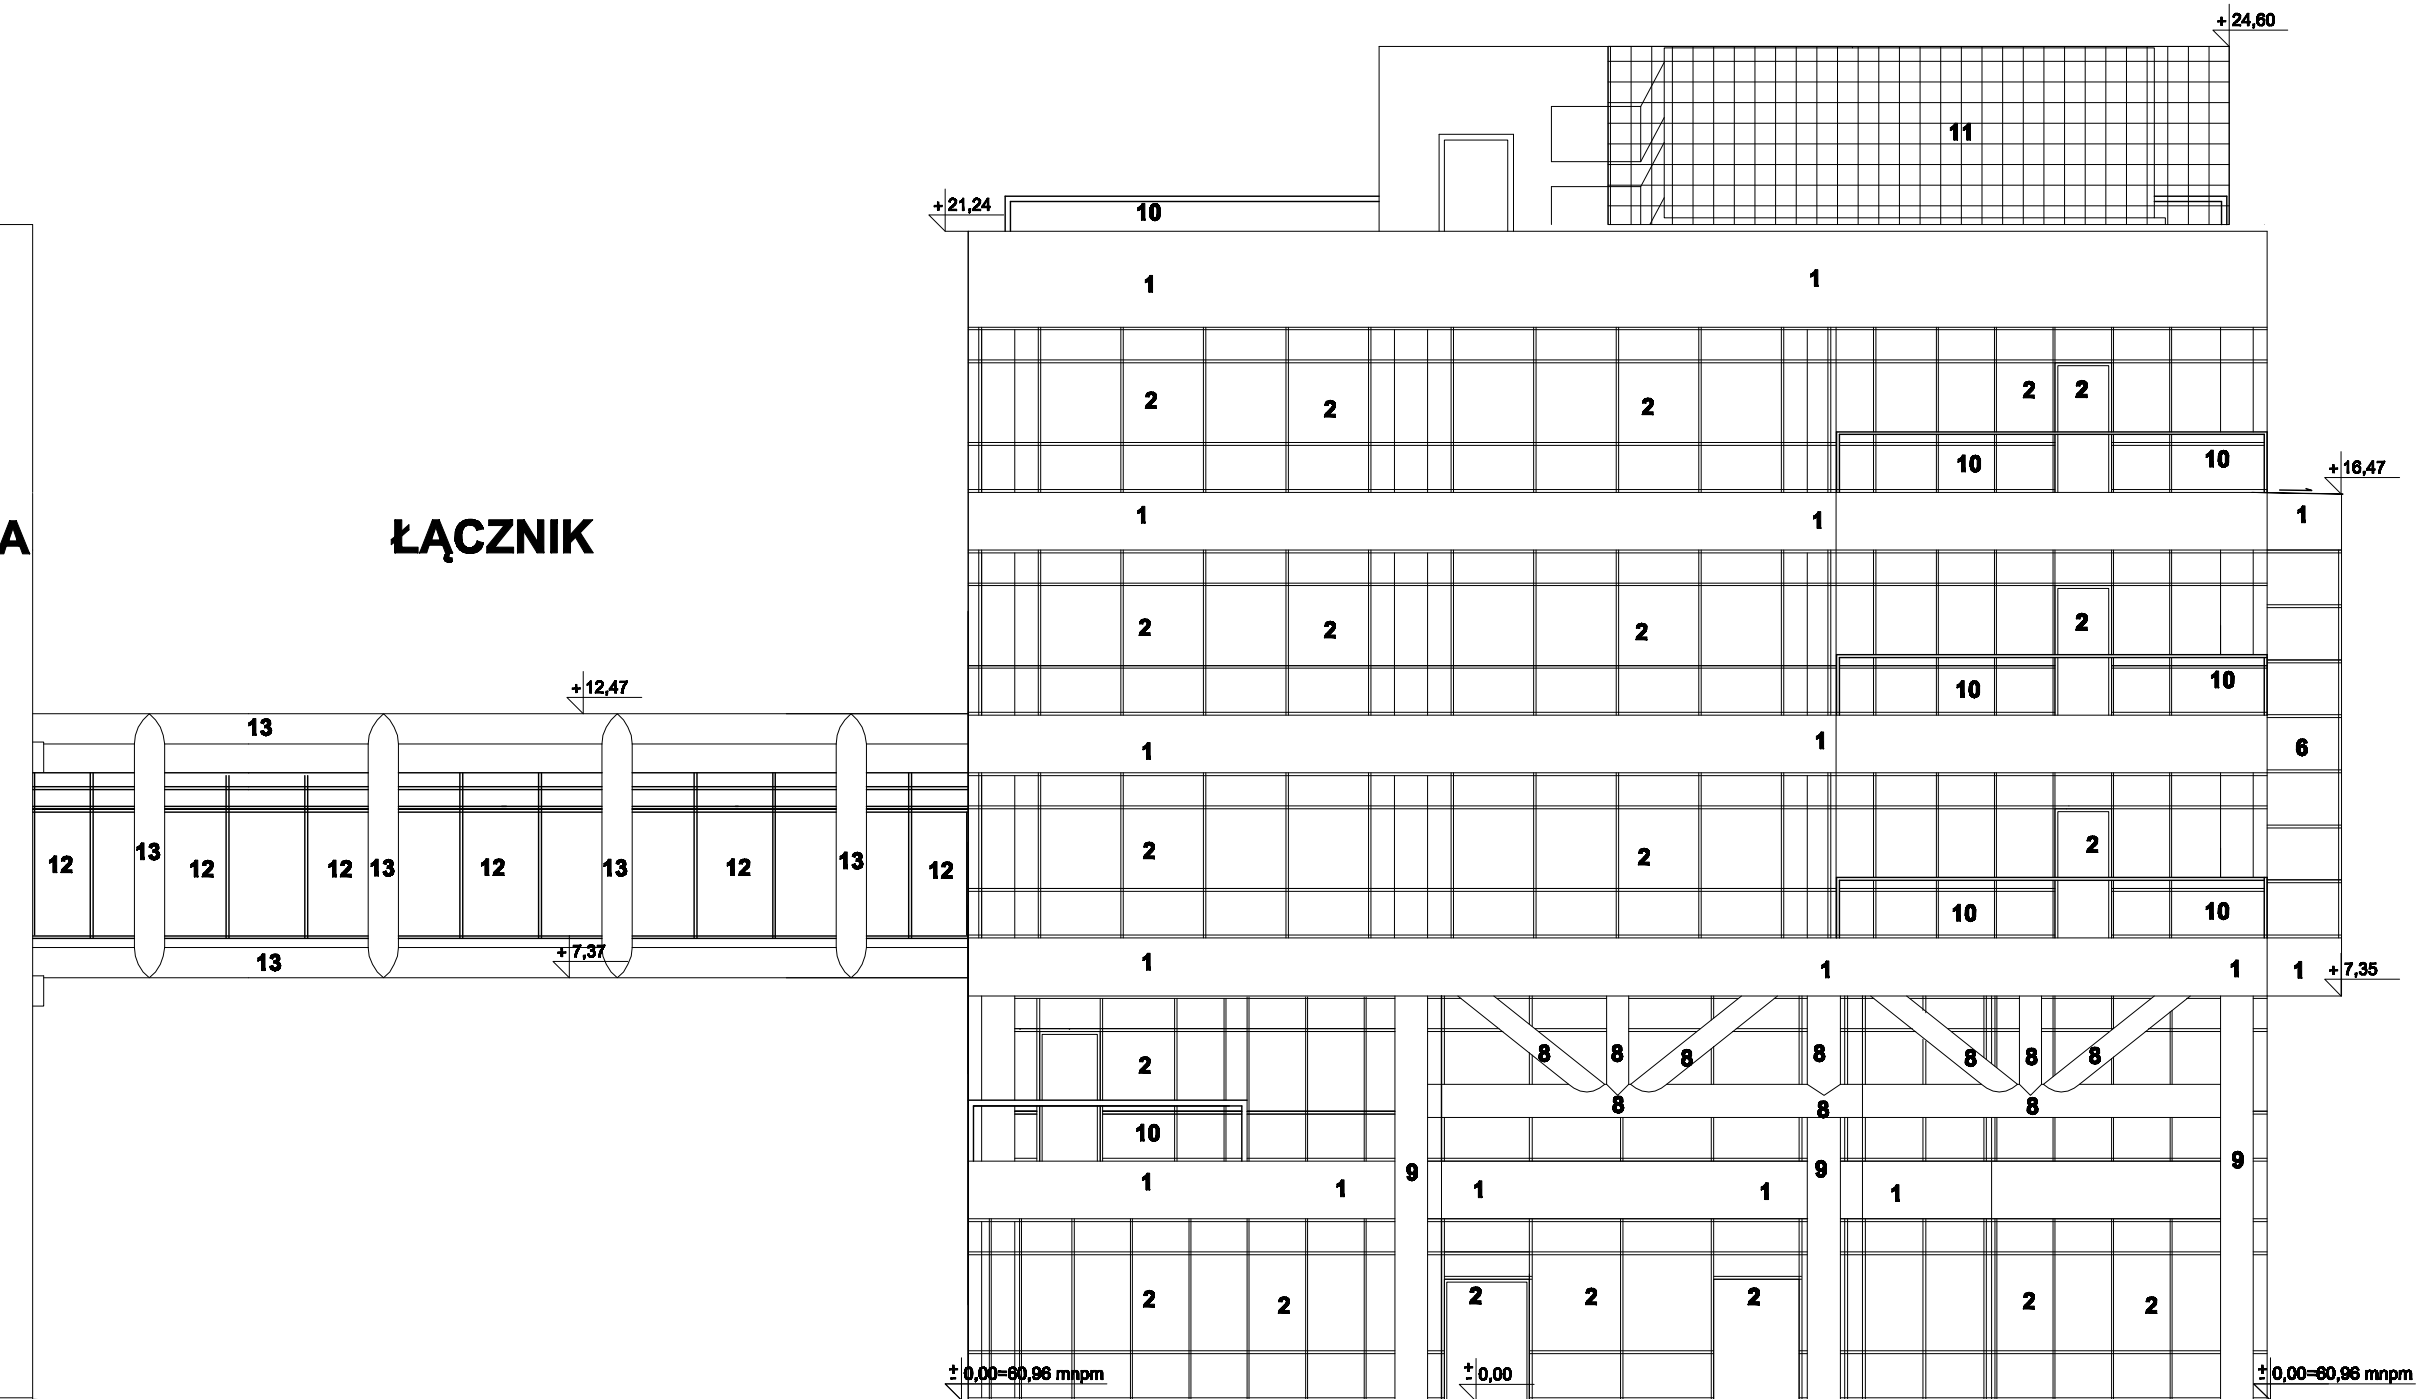 + 24,60
11
+ 21,24
10
1 1
2 2 2 2 2
10 10
+ 16,47
A ŁĄCZNIK
1 1 1
2 2 2 2
+ 12,47
10 10
13
1 1 6
12 13 12 12 13 12 13 12 13 12
2 2 2
10 10
13 + 7,37
1 1 1 1 + 7,35
2 8 8 8 8 8 8 8
8 8 8
10
9 9 9
1 1 1 1 1
2 2 2 2 2 2 2
± 0,00=60,96 mnpm ± 0,00 ± 0,00=60,96 mnpm